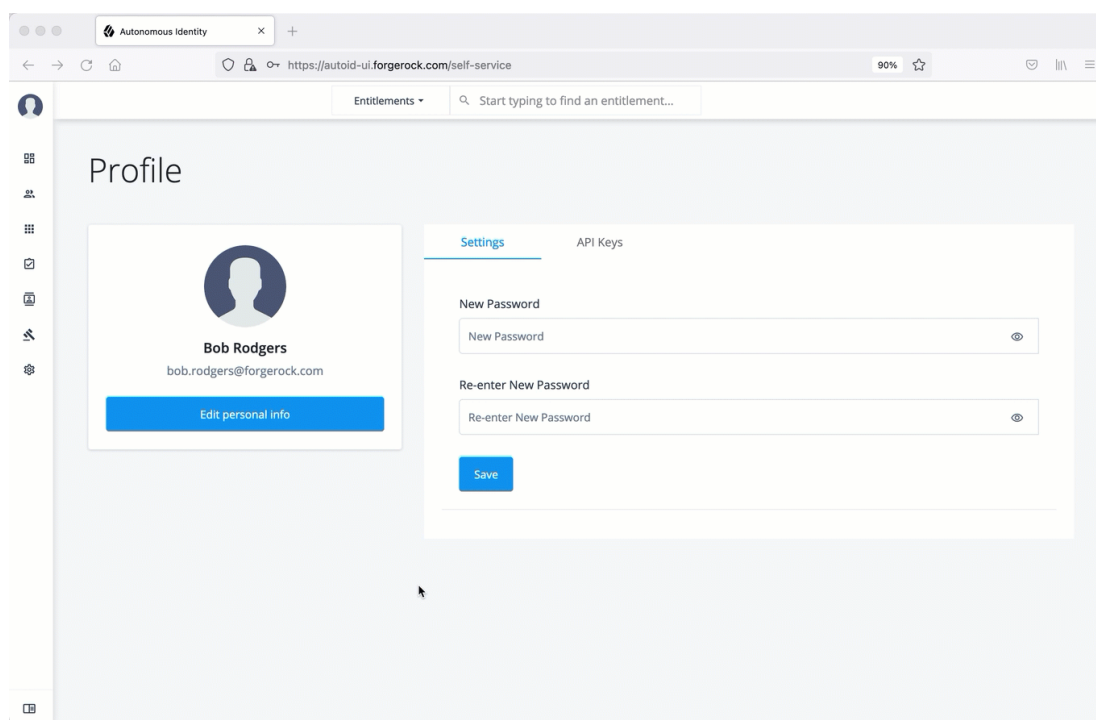 Autonomous Identity
https://autoid-ui.forgerock.com/self-service
90%
Entitlements
Start typing to find an entitlement...
Profile
Bob Rodgers
bob.rodgers@forgerock.com
Edit personal info
Settings
API Keys
New Password
New Password
Re-enter New Password
Re-enter New Password
Save